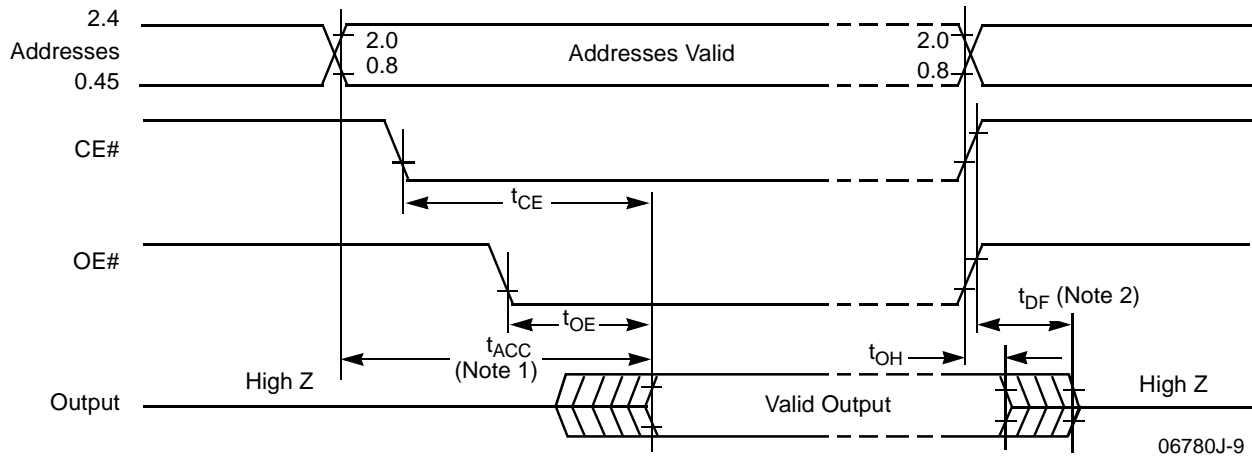 2.4
Addresses
0.45
2.0
0.8
Addresses Valid
2.0
0.8
CE#
tCE
OE#
tOE
tDF (Note 2)
tACC
(Note 1)
tOH
High Z
High Z
Output
Valid Output
06780J-9